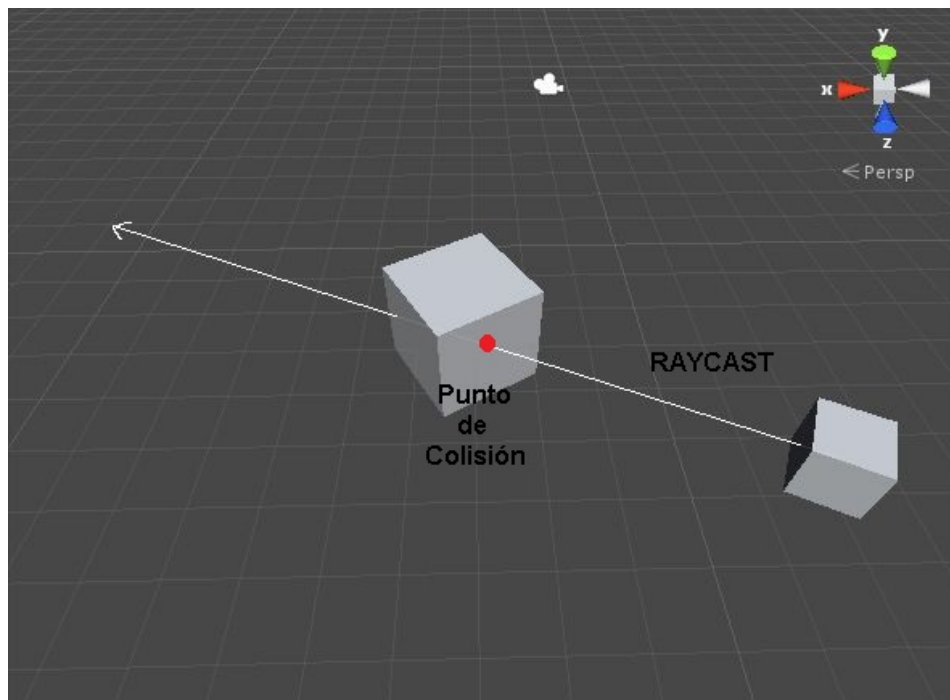 y
x
z
< Persp
RAYCAST
Punto
de
Colisión